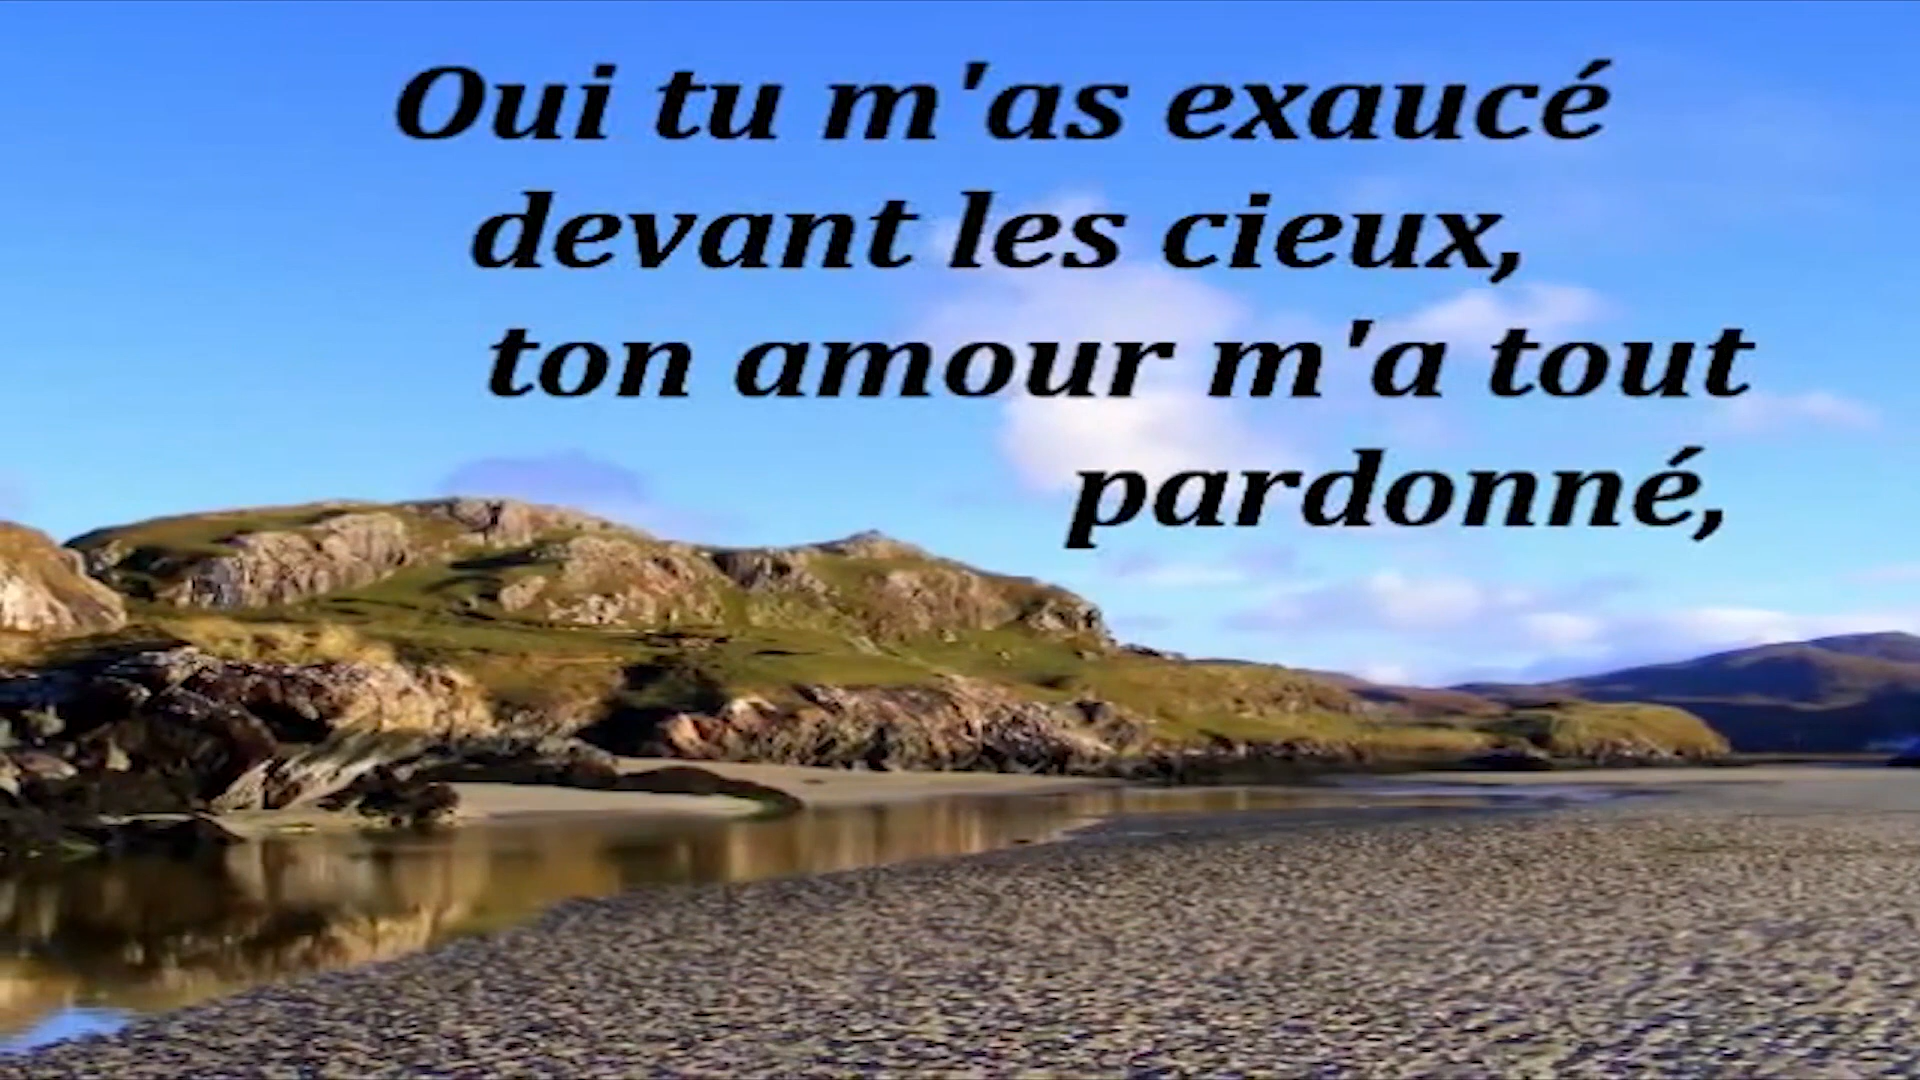 Oui tu m'as exaucé
devant les cieux,
ton amour m'a tout
pardonné,